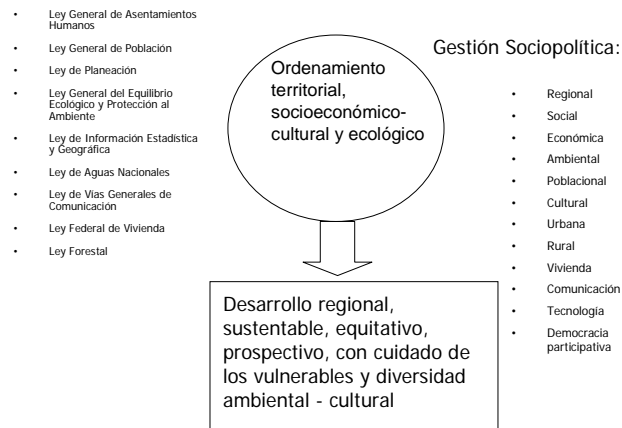 • Ley General de Asentamientos
Humanos
• Ley General de Población
• Ley de Planeación
• Ley General del Equilibrio
Ecológico y Protección al
Ambiente
• Ley de Información Estadística
y Geográfica
• Ley de Aguas Nacionales
• Ley de Vías Generales de
Comunicación
• Ley Federal de Vivienda
• Ley Forestal
Ordenamiento
territorial,
socioeconómico-
cultural y ecológico
Desarrollo regional,
sustentable, equitativo,
prospectivo, con cuidado de
los vulnerables y diversidad
ambiental - cultural
Gestión Sociopolítica:
• Regional
• Social
• Económica
• Ambiental
• Poblacional
• Cultural
• Urbana
• Rural
• Vivienda
• Comunicación
• Tecnología
• Democracia
participativa